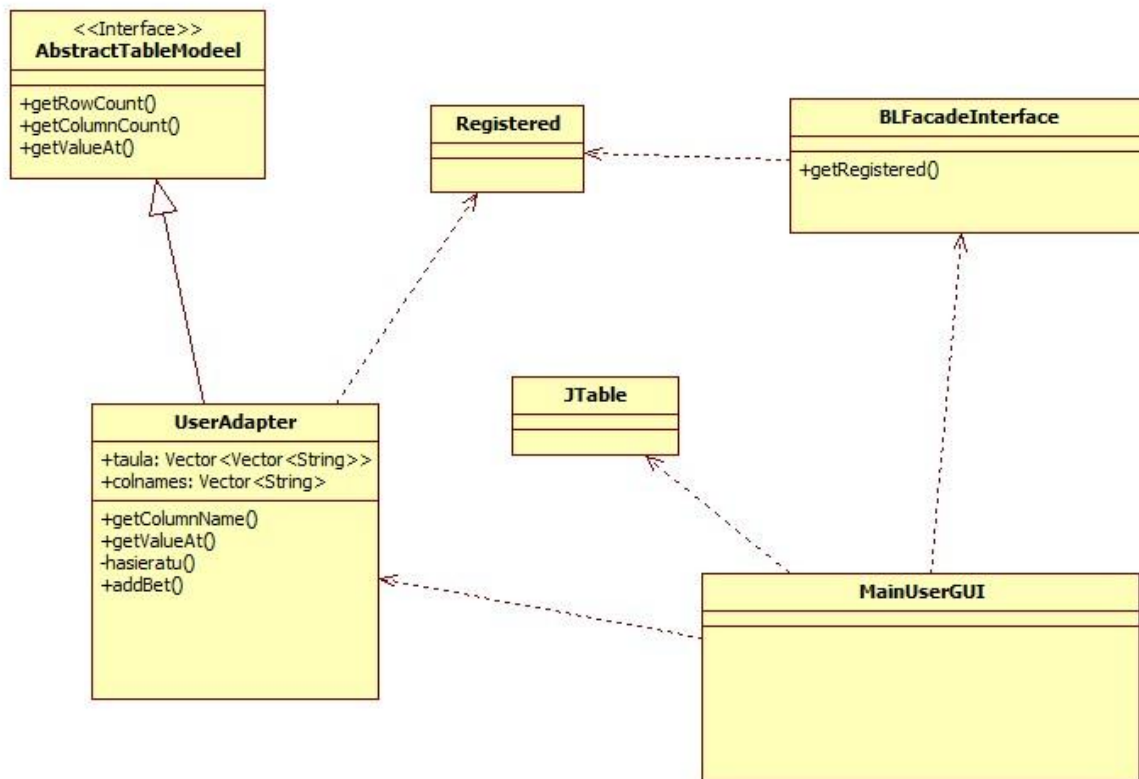 <<Interface>>
AbstractTableModeel
+getRowCount()
+getColumnCount()
+getValueAt()
Registered
BLFacadeInterface
+getRegistered()
JTable
UserAdapter
+taula: Vector<Vector<String>>
+colnames: Vector<String>
+getColumnName()
+getValueAt()
-hasieratu()
+addBet()
MainUserGUI